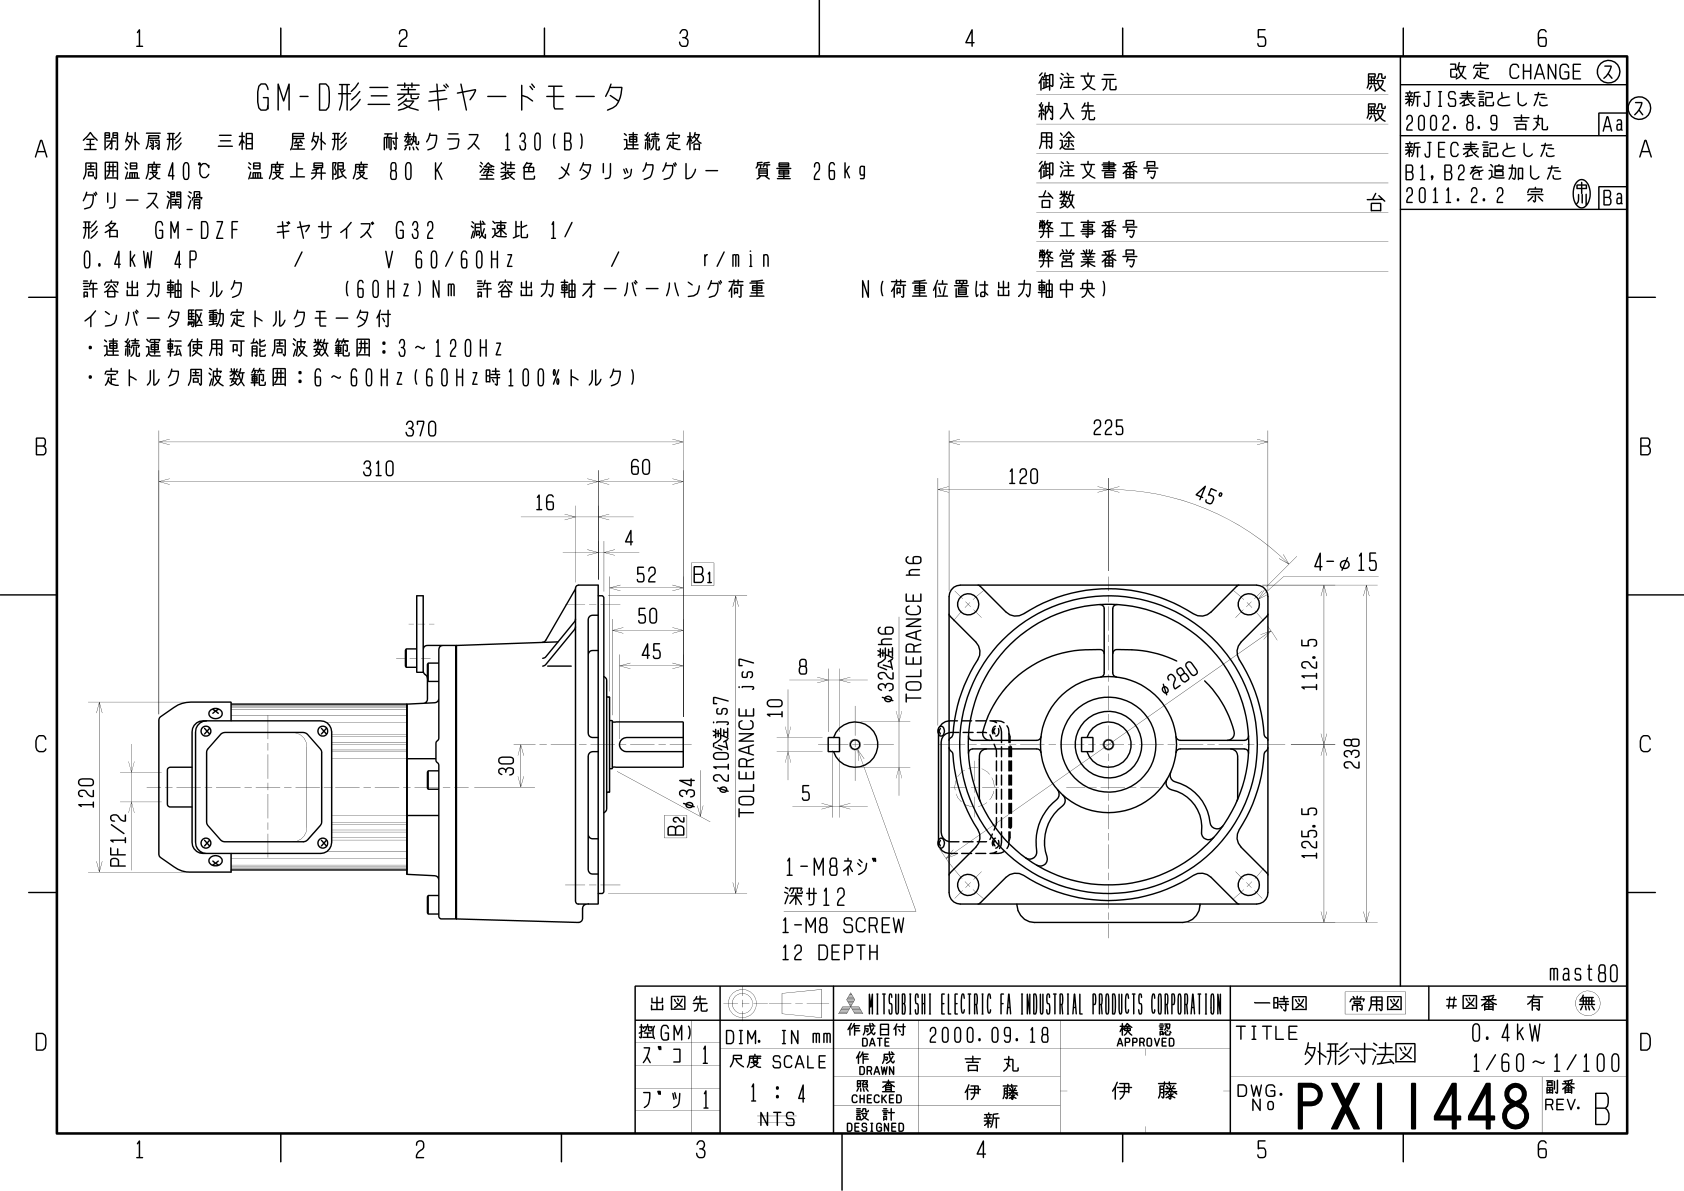 1 2 3 4 5 6
A
B
C
D
GM-D形三菱ギヤードモータ
全閉外扇形 三相 屋外形 耐熱クラス 130(B) 連続定格
周囲温度40℃ 温度上昇限度 80 K 塗装色 メタリックグレー 質量 26kg
グリース潤滑
形名 GM-DZF ギヤサイズ G32 減速比 1/
0.4kW 4P / V 60/60Hz / r/min
許容出力軸トルク (60Hz)Nm 許容出力軸オーバーハング荷重 N(荷重位置は出力軸中央)
インバータ駆動定トルクモータ付
・連続運転使用可能周波数範囲：3~120Hz
・定トルク周波数範囲：6~60Hz(60Hz時100%トルク)
御注文元 殿
納入先 殿
用途
御注文書番号
台数 台
弊工事番号
弊営業番号
改定 CHANGE ス
新JIS表記とした
2002.8.9 吉丸 Aa
ス
新JEC表記とした
B1,B2を追加した
2011.2.2 宗 Ba
A
B
C
D
370
310
60
16
4
52
B1
50
45
30
120
PF1/2
φ34
B2
φ210公差js7
TOLERANCE js7
8
10
5
φ32公差h6
TOLERANCE h6
1-M8ネジ
深サ12
1-M8 SCREW
12 DEPTH
225
120
45°
4-φ15
φ280
112.5
238
125.5
mast80
出図先
控(GM)
ズコ 1
ブツ 1
DIM. IN mm
尺度 SCALE
1 : 4
NTS
MITSUBISHI ELECTRIC FA INDUSTRIAL PRODUCTS CORPORATION
作成日付
DATE
2000.09.18
作成
DRAWN
吉丸
照査
CHECKED
伊藤
設計
DESIGNED
新
検認
APPROVED
伊藤
一時図 常用図 #図番 有 無
TITLE
外形寸法図
0.4kW
1/60~1/100
DWG.
No
PX11448
副番
REV.
B
1 2 3 4 5 6